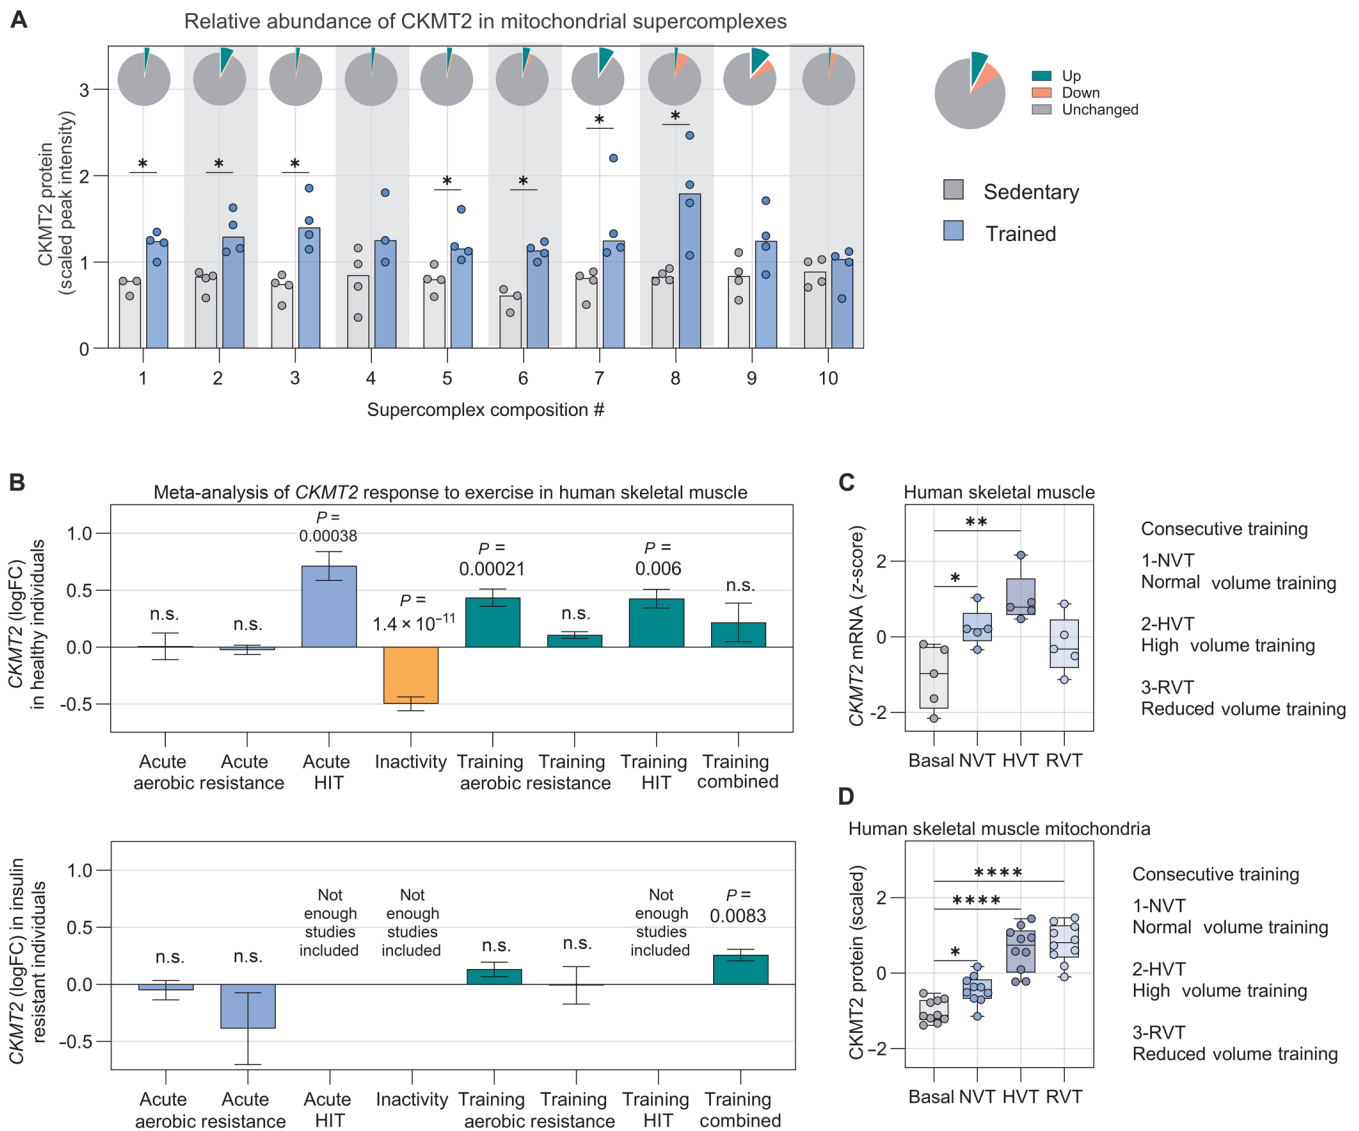 A
Relative abundance of CKMT2 in mitochondrial supercomplexes
CKMT2 protein
(scaled peak intensity)
3
2
1
0
* * * * * * *
1 2 3 4 5 6 7 8 9 10
Supercomplex composition #
Up
Down
Unchanged
Sedentary
Trained
B
Meta-analysis of CKMT2 response to exercise in human skeletal muscle
CKMT2 (logFC)
in healthy individuals
1.0
0.5
0.0
-0.5
n.s.
n.s.
P =
0.00038
P =
1.4 × 10⁻¹¹
P =
0.00021
n.s.
P =
0.006
n.s.
Acute
aerobic
Acute
resistance
Acute
HIT
Inactivity
Training
aerobic
Training
resistance
Training
HIT
Training
combined
CKMT2 (logFC) in insulin
resistant individuals
1.0
0.5
0.0
-0.5
n.s.
n.s.
Not
enough
studies
included
Not
enough
studies
included
n.s.
n.s.
Not
enough
studies
included
P =
0.0083
Acute
aerobic
Acute
resistance
Acute
HIT
Inactivity
Training
aerobic
Training
resistance
Training
HIT
Training
combined
C
Human skeletal muscle
CKMT2 mRNA (z-score)
2
0
-2
**
*
Basal NVT HVT RVT
Consecutive training
1-NVT
Normal volume training
2-HVT
High volume training
3-RVT
Reduced volume training
D
Human skeletal muscle mitochondria
CKMT2 protein (scaled)
2
0
-2
****
****
*
Basal NVT HVT RVT
Consecutive training
1-NVT
Normal volume training
2-HVT
High volume training
3-RVT
Reduced volume training